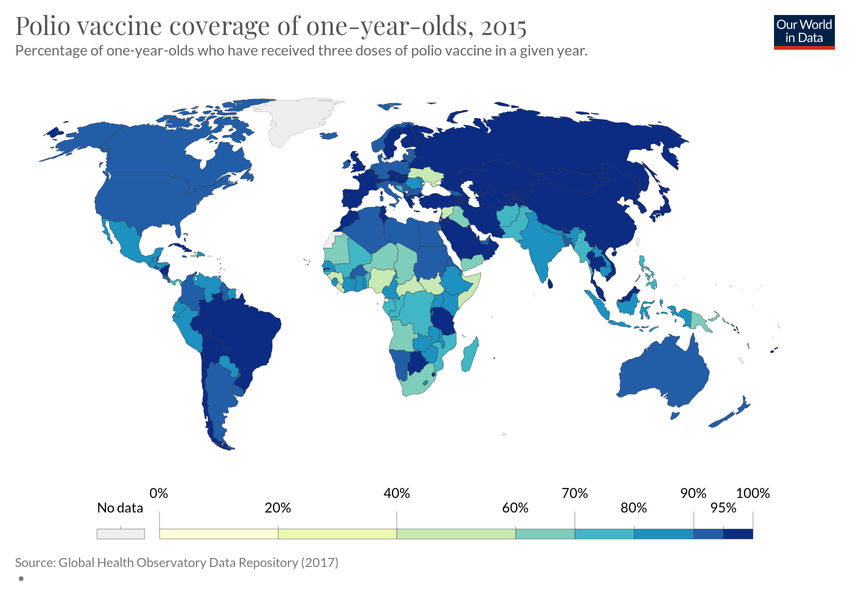 Polio vaccine coverage of one-year-olds, 2015
Percentage of one-year-olds who have received three doses of polio vaccine in a given year.
Our World
in Data
0% 40% 70% 90% 100%
No data 20% 60% 80% 95%
Source: Global Health Observatory Data Repository (2017)